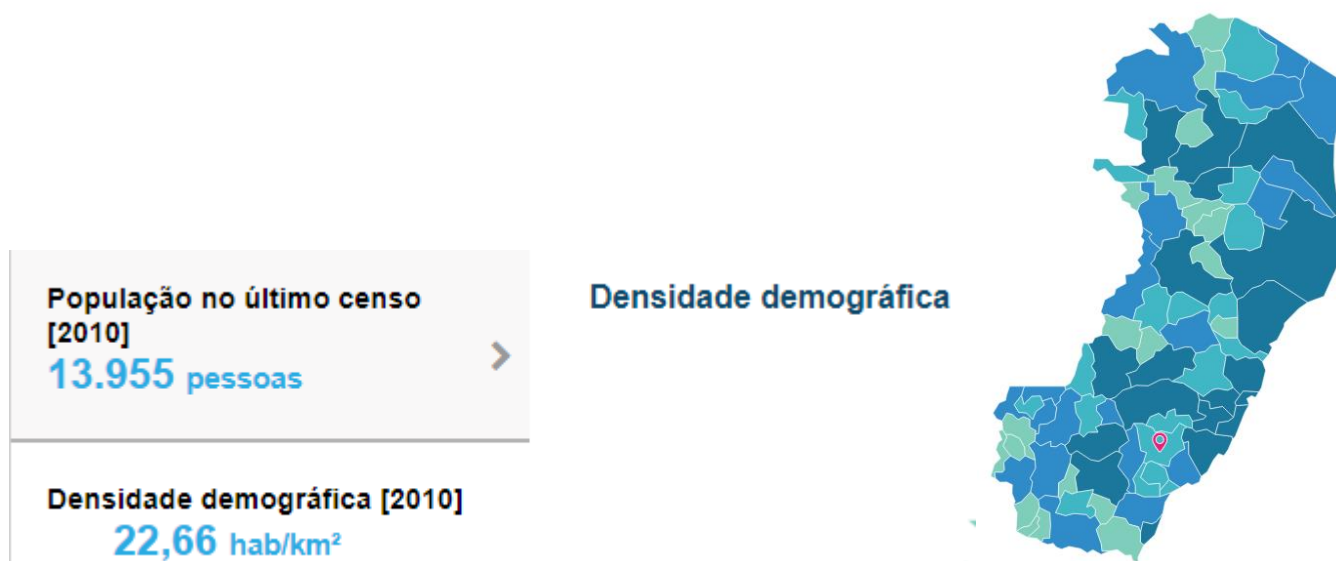 População no último censo
[2010]
13.955 pessoas
Densidade demográfica [2010]
22,66 hab/km²
Densidade demográfica